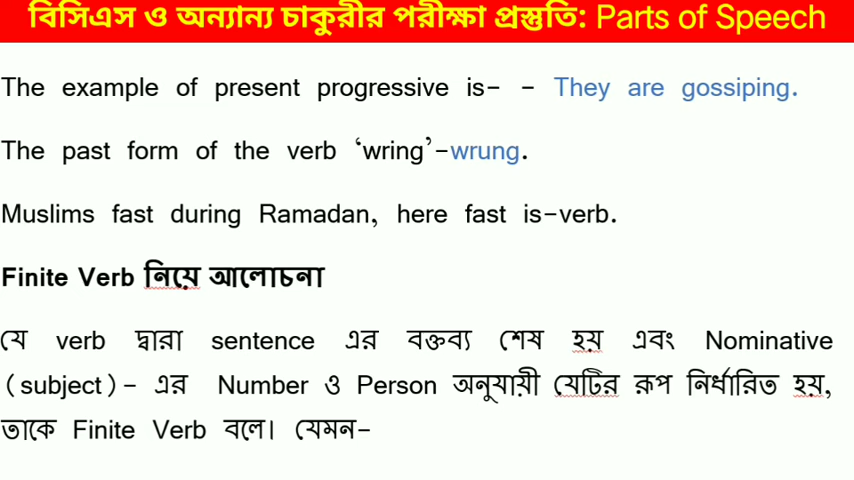 বিসিএস ও অন্যান্য চাকুরীর পরীক্ষা প্রস্তুতি: Parts of Speech
The example of present progressive is- - They are gossiping.
The past form of the verb ‘wring’-wrung.
Muslims fast during Ramadan, here fast is-verb.
Finite Verb নিয়ে আলোচনা
যে verb দ্বারা sentence এর বক্তব্য শেষ হয় এবং Nominative
(subject)- এর Number ও Person অনুযায়ী যেটির রূপ নির্ধারিত হয়,
তাকে Finite Verb বলে। যেমন-